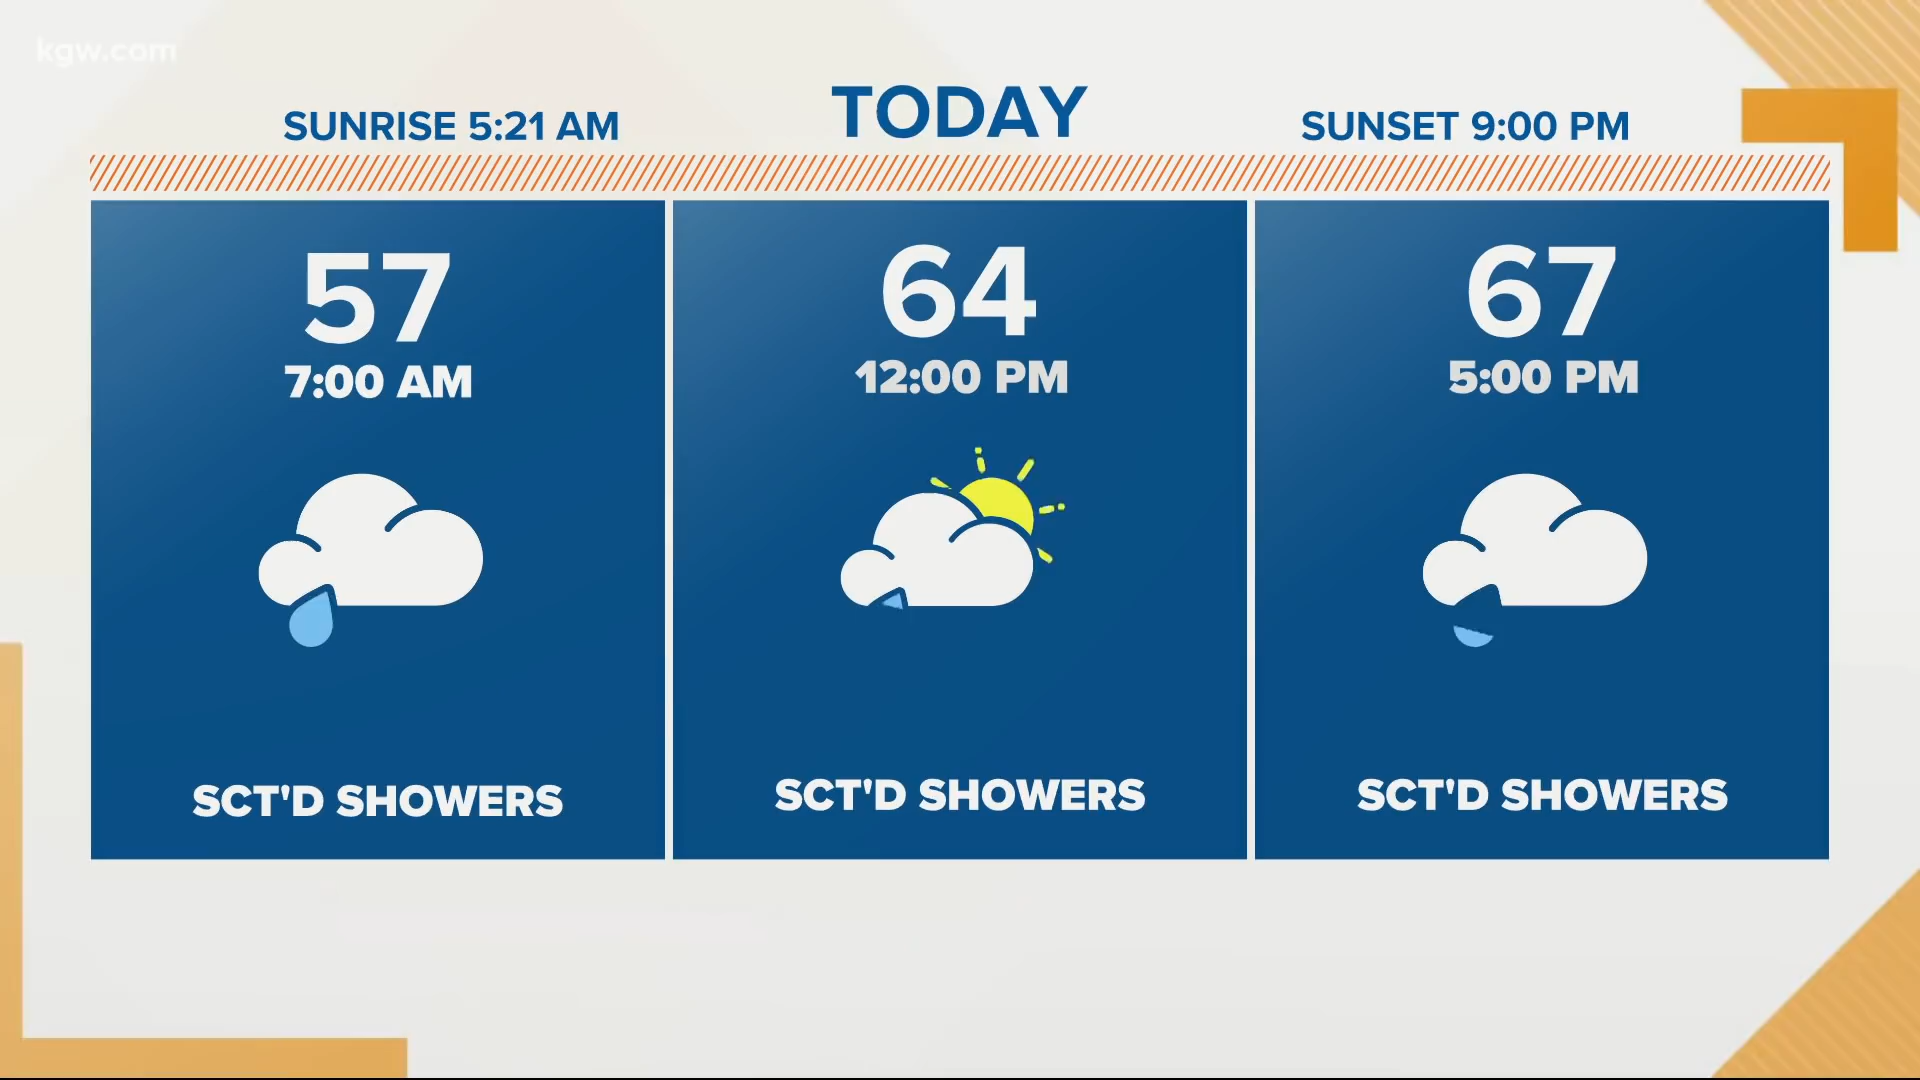 kgw.com
TODAY
SUNRISE 5:21 AM
SUNSET 9:00 PM
57
7:00 AM
SCT'D SHOWERS
64
12:00 PM
SCT'D SHOWERS
67
5:00 PM
SCT'D SHOWERS